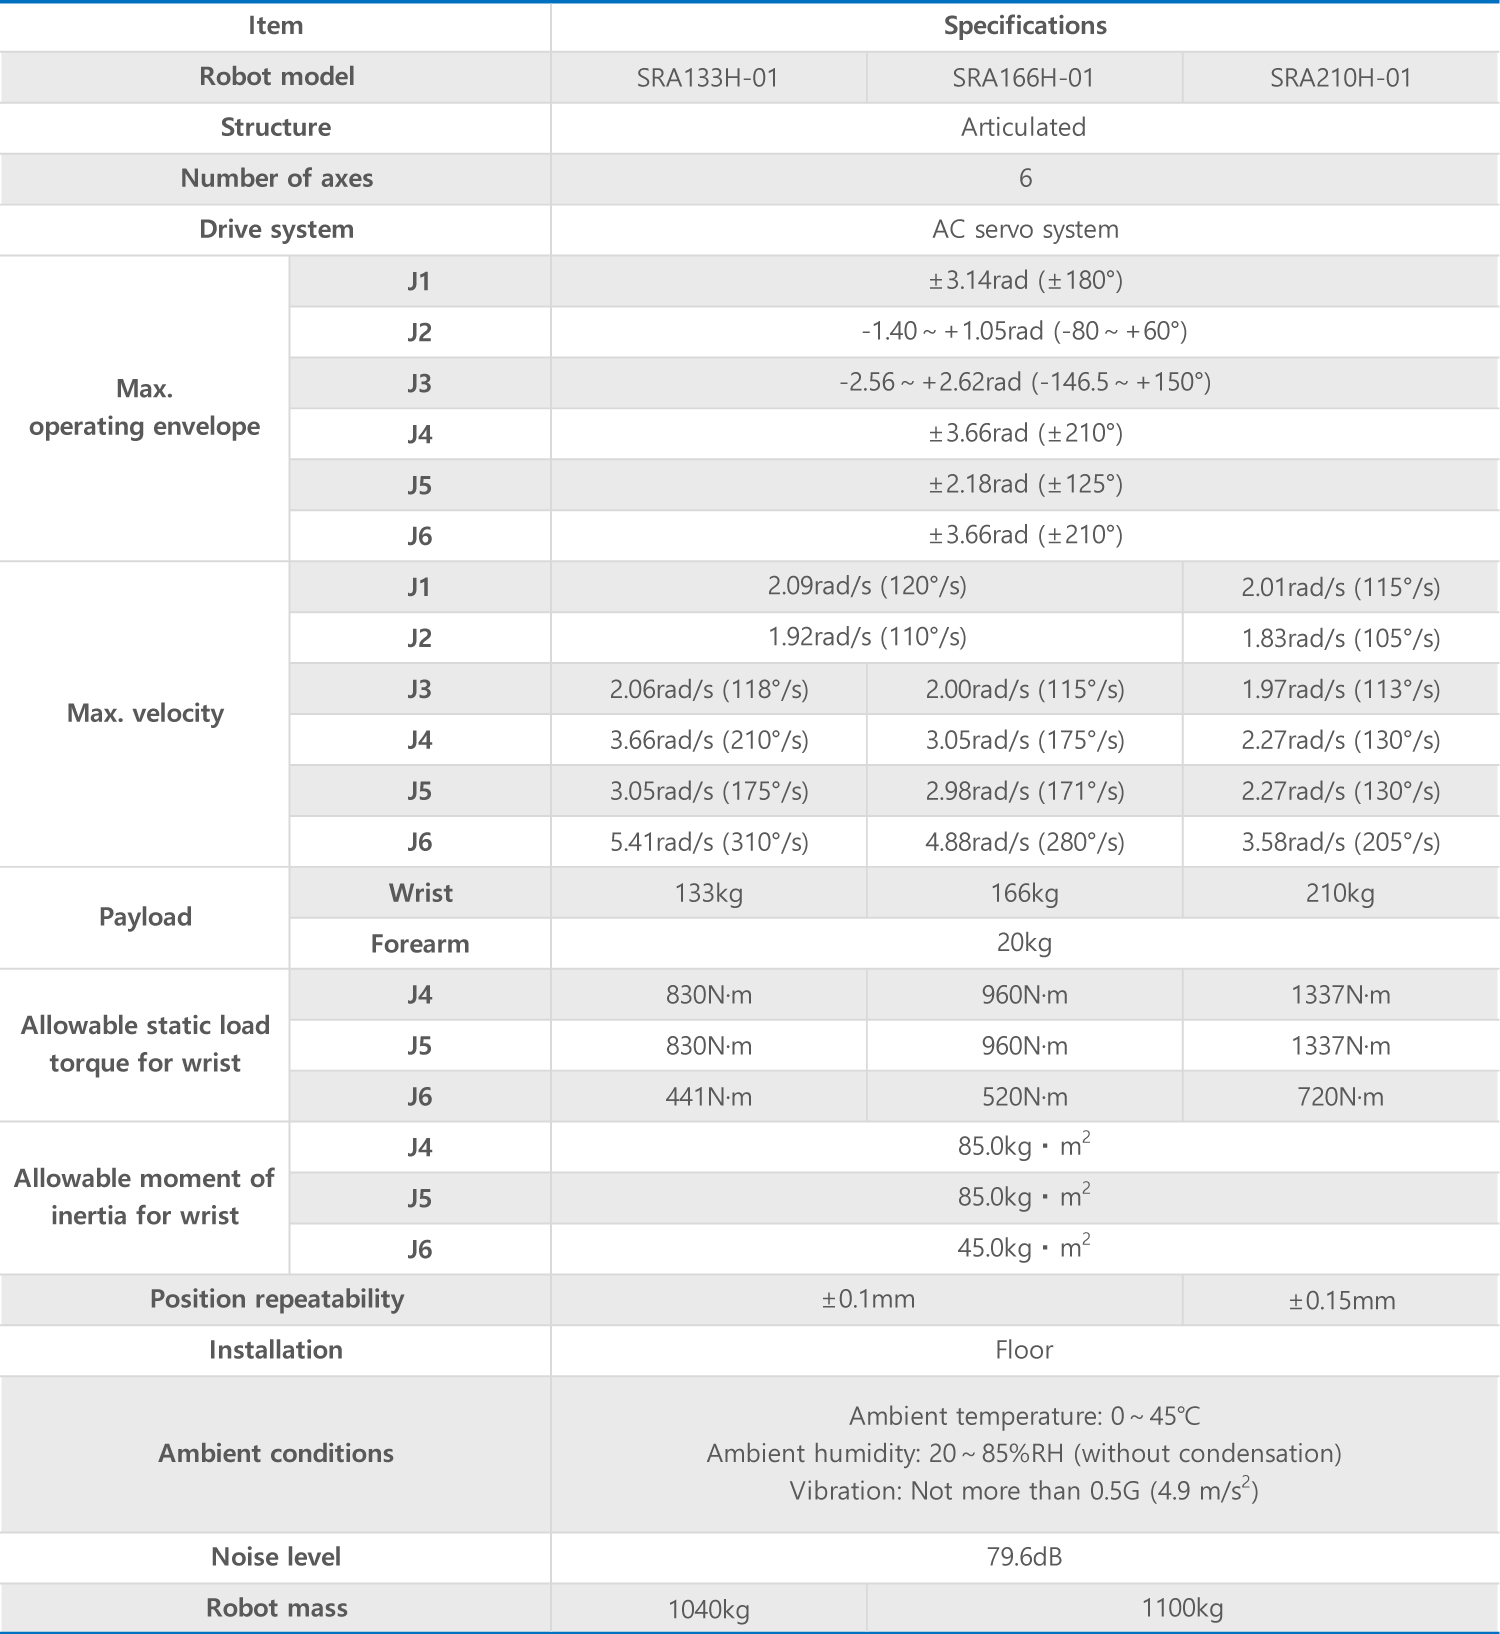 Item Specifications
Robot model SRA133H-01 SRA166H-01 SRA210H-01
Structure Articulated
Number of axes 6
Drive system AC servo system
Max.
operating envelope
J1 ±3.14rad (±180°)
J2 -1.40 ~ +1.05rad (-80 ~ +60°)
J3 -2.56 ~ +2.62rad (-146.5 ~ +150°)
J4 ±3.66rad (±210°)
J5 ±2.18rad (±125°)
J6 ±3.66rad (±210°)
Max. velocity
J1 2.09rad/s (120°/s) 2.01rad/s (115°/s)
J2 1.92rad/s (110°/s) 1.83rad/s (105°/s)
J3 2.06rad/s (118°/s) 2.00rad/s (115°/s) 1.97rad/s (113°/s)
J4 3.66rad/s (210°/s) 3.05rad/s (175°/s) 2.27rad/s (130°/s)
J5 3.05rad/s (175°/s) 2.98rad/s (171°/s) 2.27rad/s (130°/s)
J6 5.41rad/s (310°/s) 4.88rad/s (280°/s) 3.58rad/s (205°/s)
Payload
Wrist 133kg 166kg 210kg
Forearm 20kg
Allowable static load
torque for wrist
J4 830N·m 960N·m 1337N·m
J5 830N·m 960N·m 1337N·m
J6 441N·m 520N·m 720N·m
Allowable moment of
inertia for wrist
J4 85.0kg・m²
J5 85.0kg・m²
J6 45.0kg・m²
Position repeatability ±0.1mm ±0.15mm
Installation Floor
Ambient conditions
Ambient temperature: 0 ~ 45℃
Ambient humidity: 20 ~ 85%RH (without condensation)
Vibration: Not more than 0.5G (4.9 m/s²)
Noise level 79.6dB
Robot mass 1040kg 1100kg